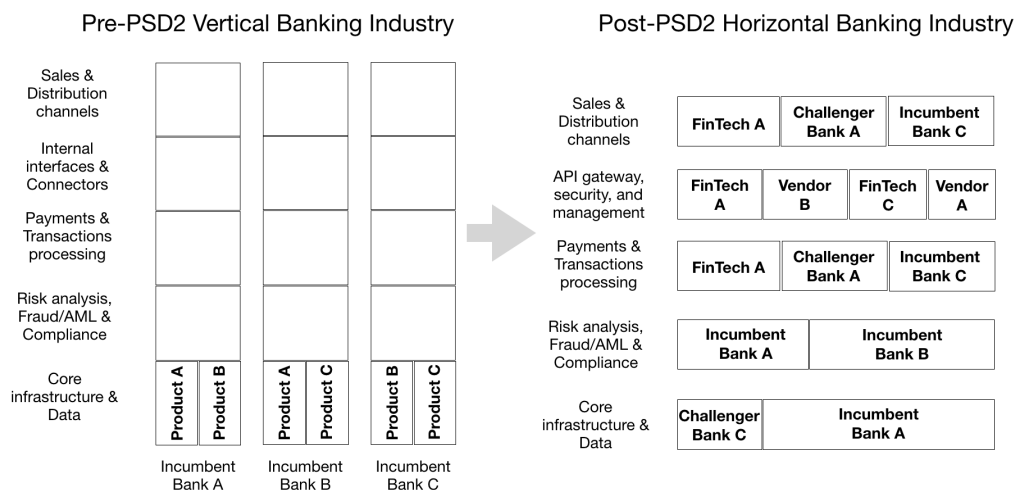 Pre-PSD2 Vertical Banking Industry
Sales &
Distribution
channels
Internal
interfaces &
Connectors
Payments &
Transactions
processing
Risk analysis,
Fraud/AML &
Compliance
Core
infrastructure &
Data
Product A
Product B
Product A
Product C
Product B
Product C
Incumbent
Bank A
Incumbent
Bank B
Incumbent
Bank C
Post-PSD2 Horizontal Banking Industry
Sales &
Distribution
channels
FinTech A
Challenger
Bank A
Incumbent
Bank C
API gateway,
security, and
management
FinTech
A
Vendor
B
FinTech
C
Vendor
A
Payments &
Transactions
processing
FinTech A
Challenger
Bank A
Incumbent
Bank C
Risk analysis,
Fraud/AML &
Compliance
Incumbent
Bank A
Incumbent
Bank B
Core
infrastructure &
Data
Challenger
Bank C
Incumbent
Bank A